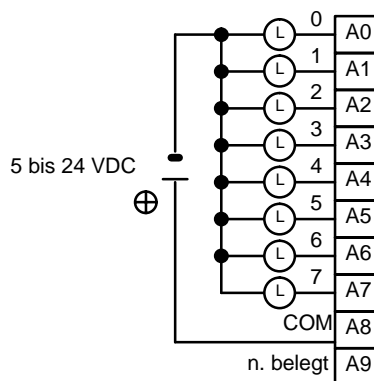 0 L A0
1 L A1
2 L A2
3 L A3
5 bis 24 VDC
4 L A4
5 L A5
6 L A6
7 L A7
COM A8
n. belegt A9